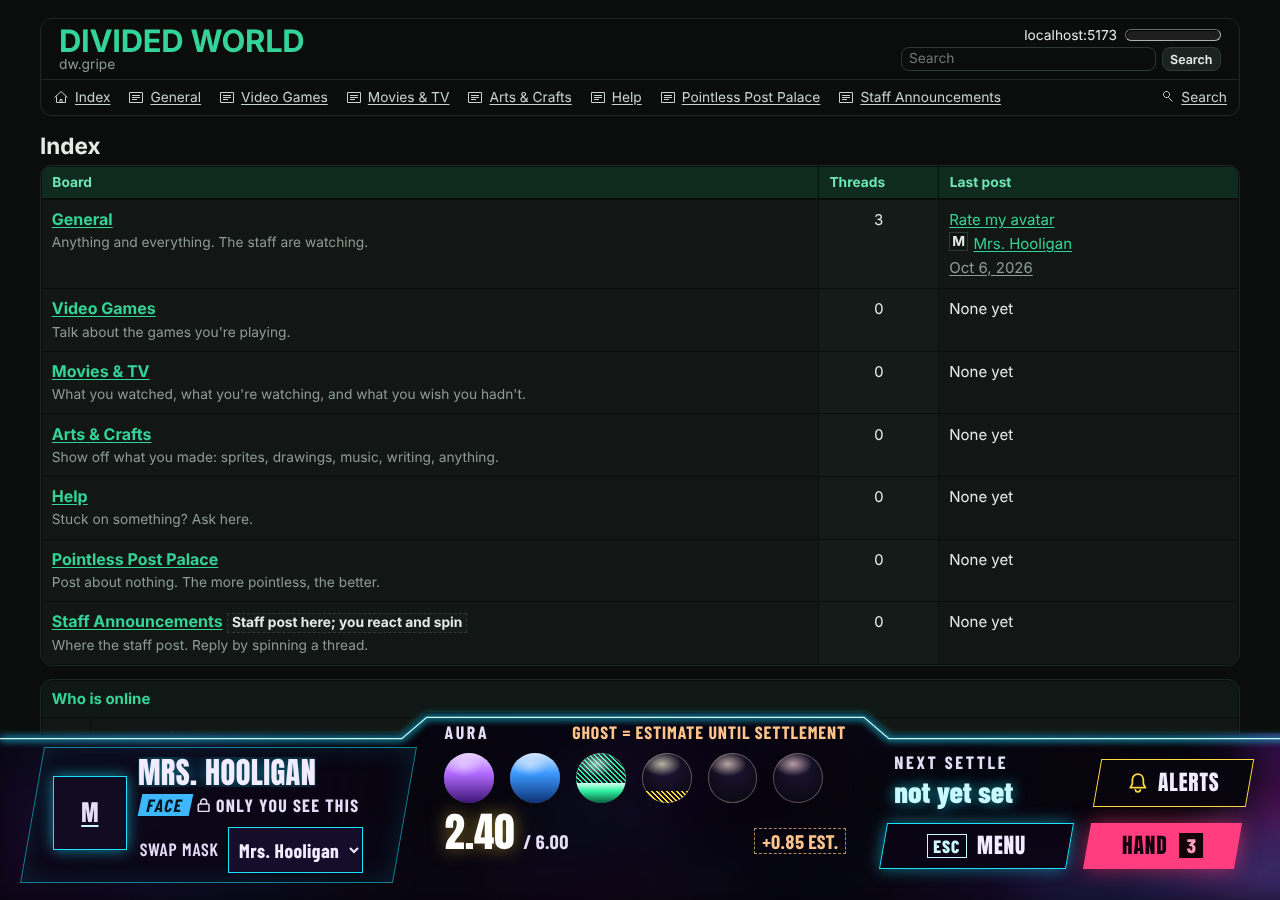 DIVIDED WORLD
dw.gripe
localhost:5173
Search
Search
Index
General
Video Games
Movies & TV
Arts & Crafts
Help
Pointless Post Palace
Staff Announcements
Search
Index
Board
Threads
Last post
General
Anything and everything. The staff are watching.
3
Rate my avatar
M Mrs. Hooligan
Oct 6, 2026
Video Games
Talk about the games you're playing.
0
None yet
Movies & TV
What you watched, what you're watching, and what you wish you hadn't.
0
None yet
Arts & Crafts
Show off what you made: sprites, drawings, music, writing, anything.
0
None yet
Help
Stuck on something? Ask here.
0
None yet
Pointless Post Palace
Post about nothing. The more pointless, the better.
0
None yet
Staff Announcements Staff post here; you react and spin
Where the staff post. Reply by spinning a thread.
0
None yet
Who is online
M
MRS. HOOLIGAN
FACE ONLY YOU SEE THIS
SWAP MASK Mrs. Hooligan
AURA
GHOST = ESTIMATE UNTIL SETTLEMENT
2.40 / 6.00
+0.85 EST.
NEXT SETTLE
not yet set
ALERTS
ESC MENU
HAND 3